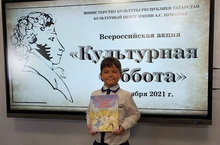 МИНИСТЕРСТВО КУЛЬТУРЫ РЕСПУБЛИКИ ТАТАРСТАН
КУЛЬТУРНЫЙ ЦЕНТР ИМЕНИ А.С. ПУШКИНА
Всероссийская акция
«Культурная
ббота»
бря 2021 г.